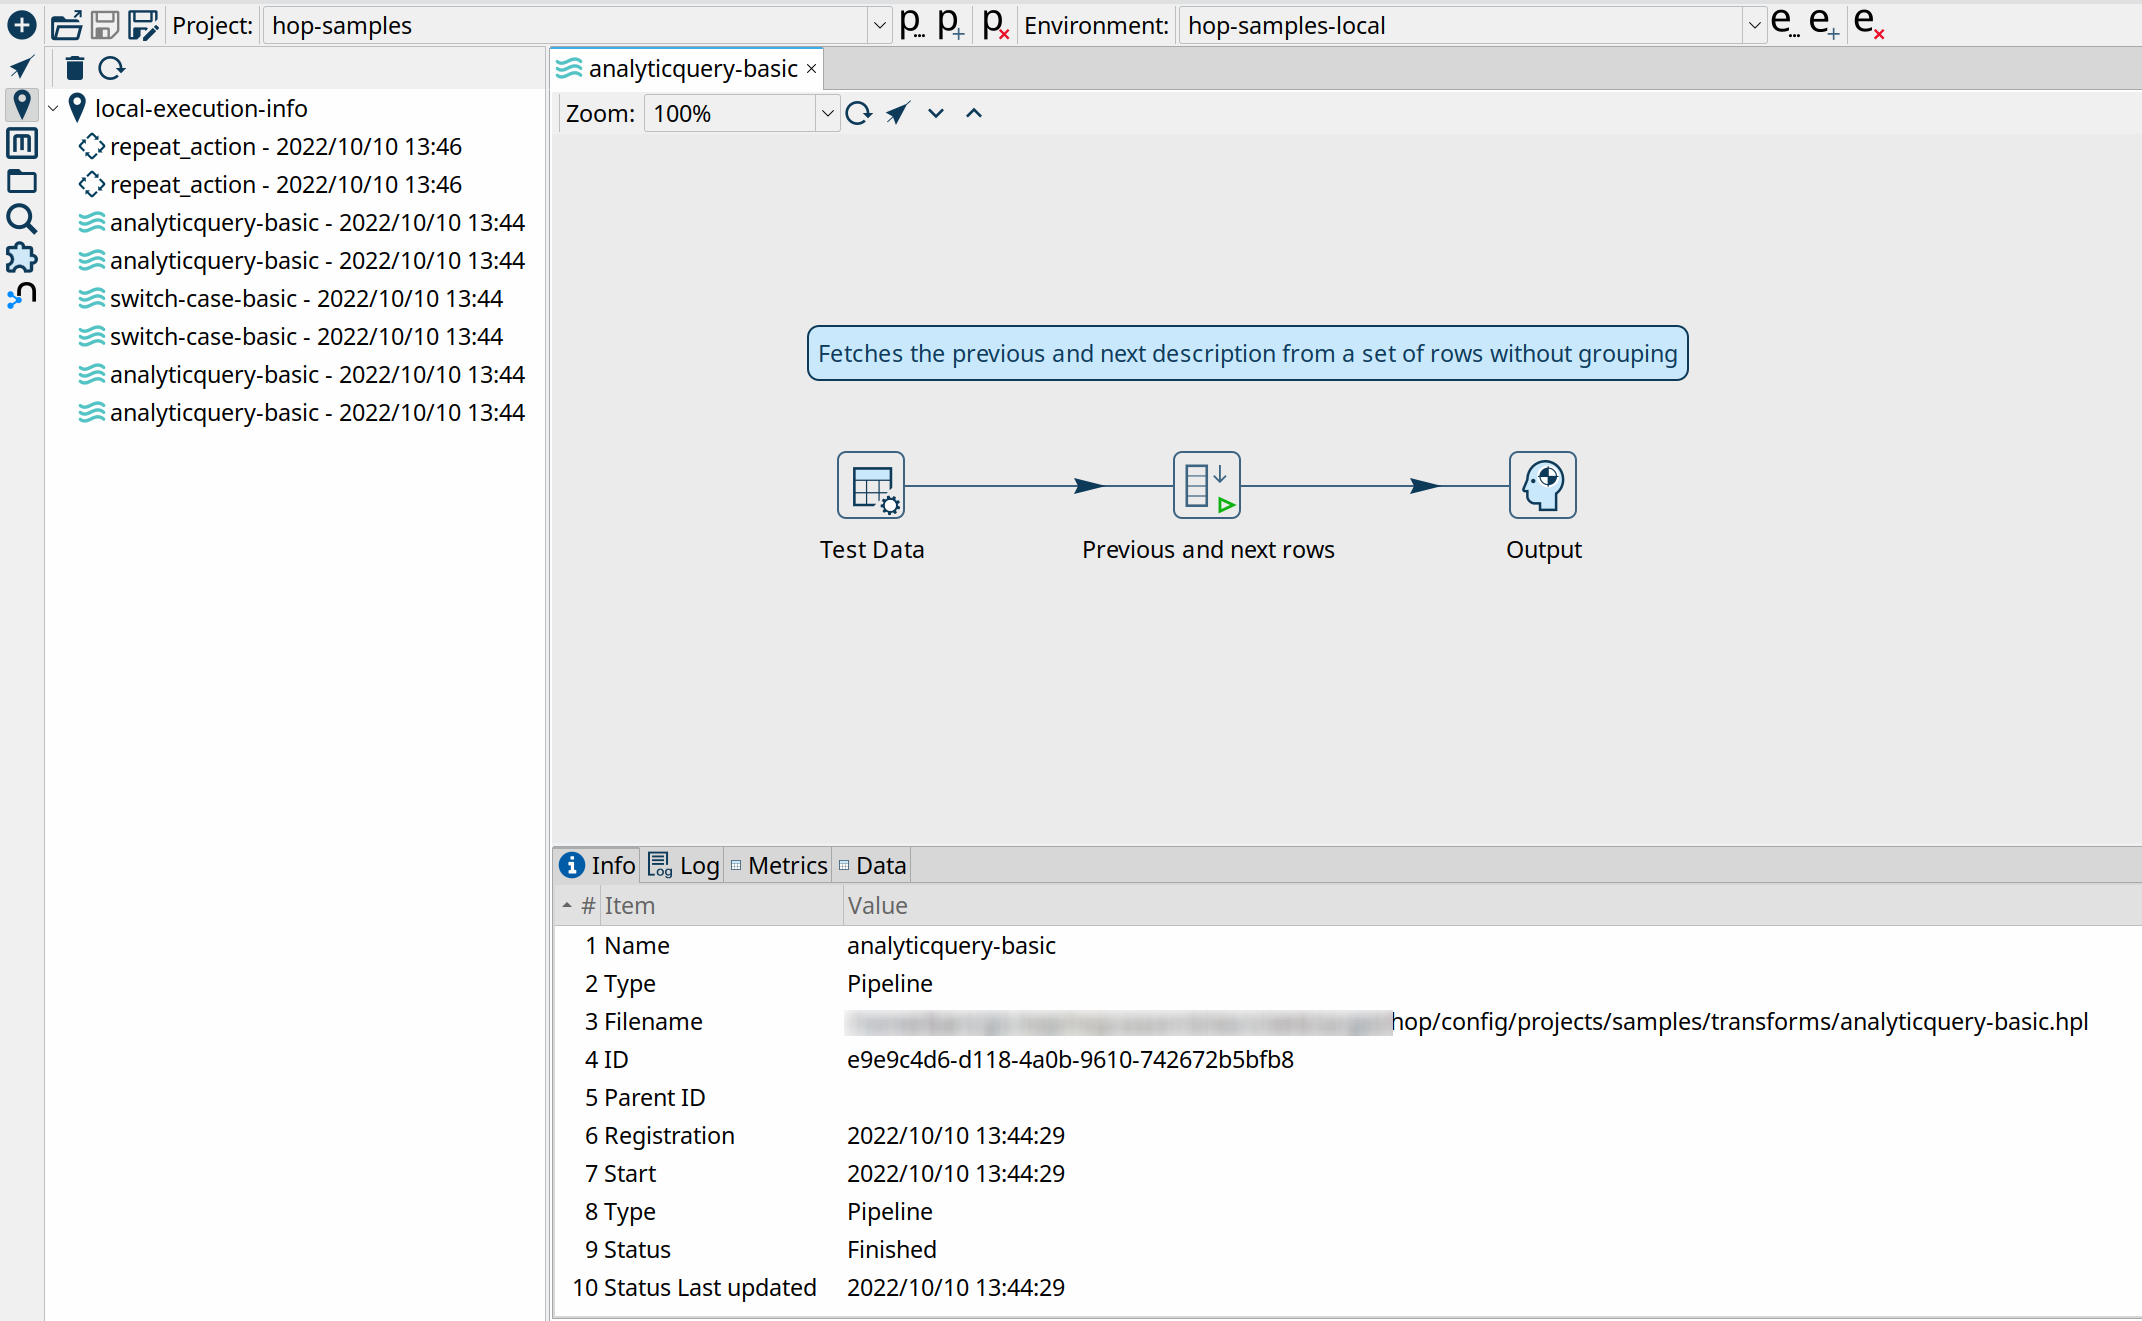 Project: hop-samples Environment: hop-samples-local
local-execution-info
repeat_action - 2022/10/10 13:46
repeat_action - 2022/10/10 13:46
analyticquery-basic - 2022/10/10 13:44
analyticquery-basic - 2022/10/10 13:44
switch-case-basic - 2022/10/10 13:44
switch-case-basic - 2022/10/10 13:44
analyticquery-basic - 2022/10/10 13:44
analyticquery-basic - 2022/10/10 13:44
analyticquery-basic
Zoom: 100%
Fetches the previous and next description from a set of rows without grouping
Test Data Previous and next rows Output
Info Log Metrics Data
# Item Value
1 Name analyticquery-basic
2 Type Pipeline
3 Filename hop/config/projects/samples/transforms/analyticquery-basic.hpl
4 ID e9e9c4d6-d118-4a0b-9610-742672b5bfb8
5 Parent ID
6 Registration 2022/10/10 13:44:29
7 Start 2022/10/10 13:44:29
8 Type Pipeline
9 Status Finished
10 Status Last updated 2022/10/10 13:44:29